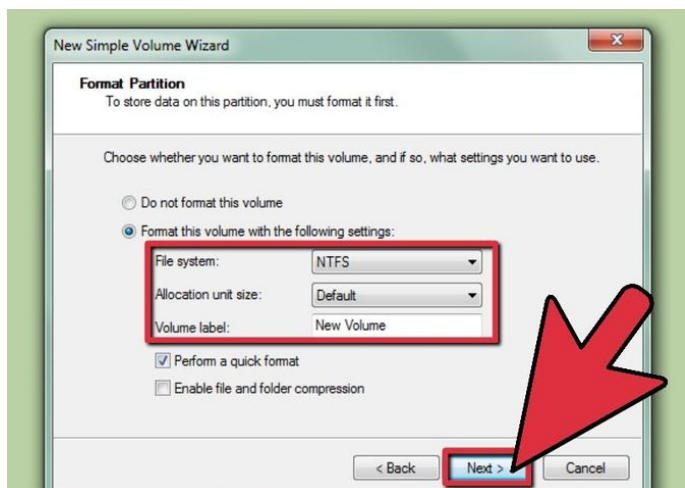 New Simple Volume Wizard
Format Partition
To store data on this partition, you must format it first.
Choose whether you want to format this volume, and if so, what settings you want to use.
Do not format this volume
Format this volume with the following settings:
File system: NTFS
Allocation unit size: Default
Volume label: New Volume
Perform a quick format
Enable file and folder compression
< Back Next > Cancel